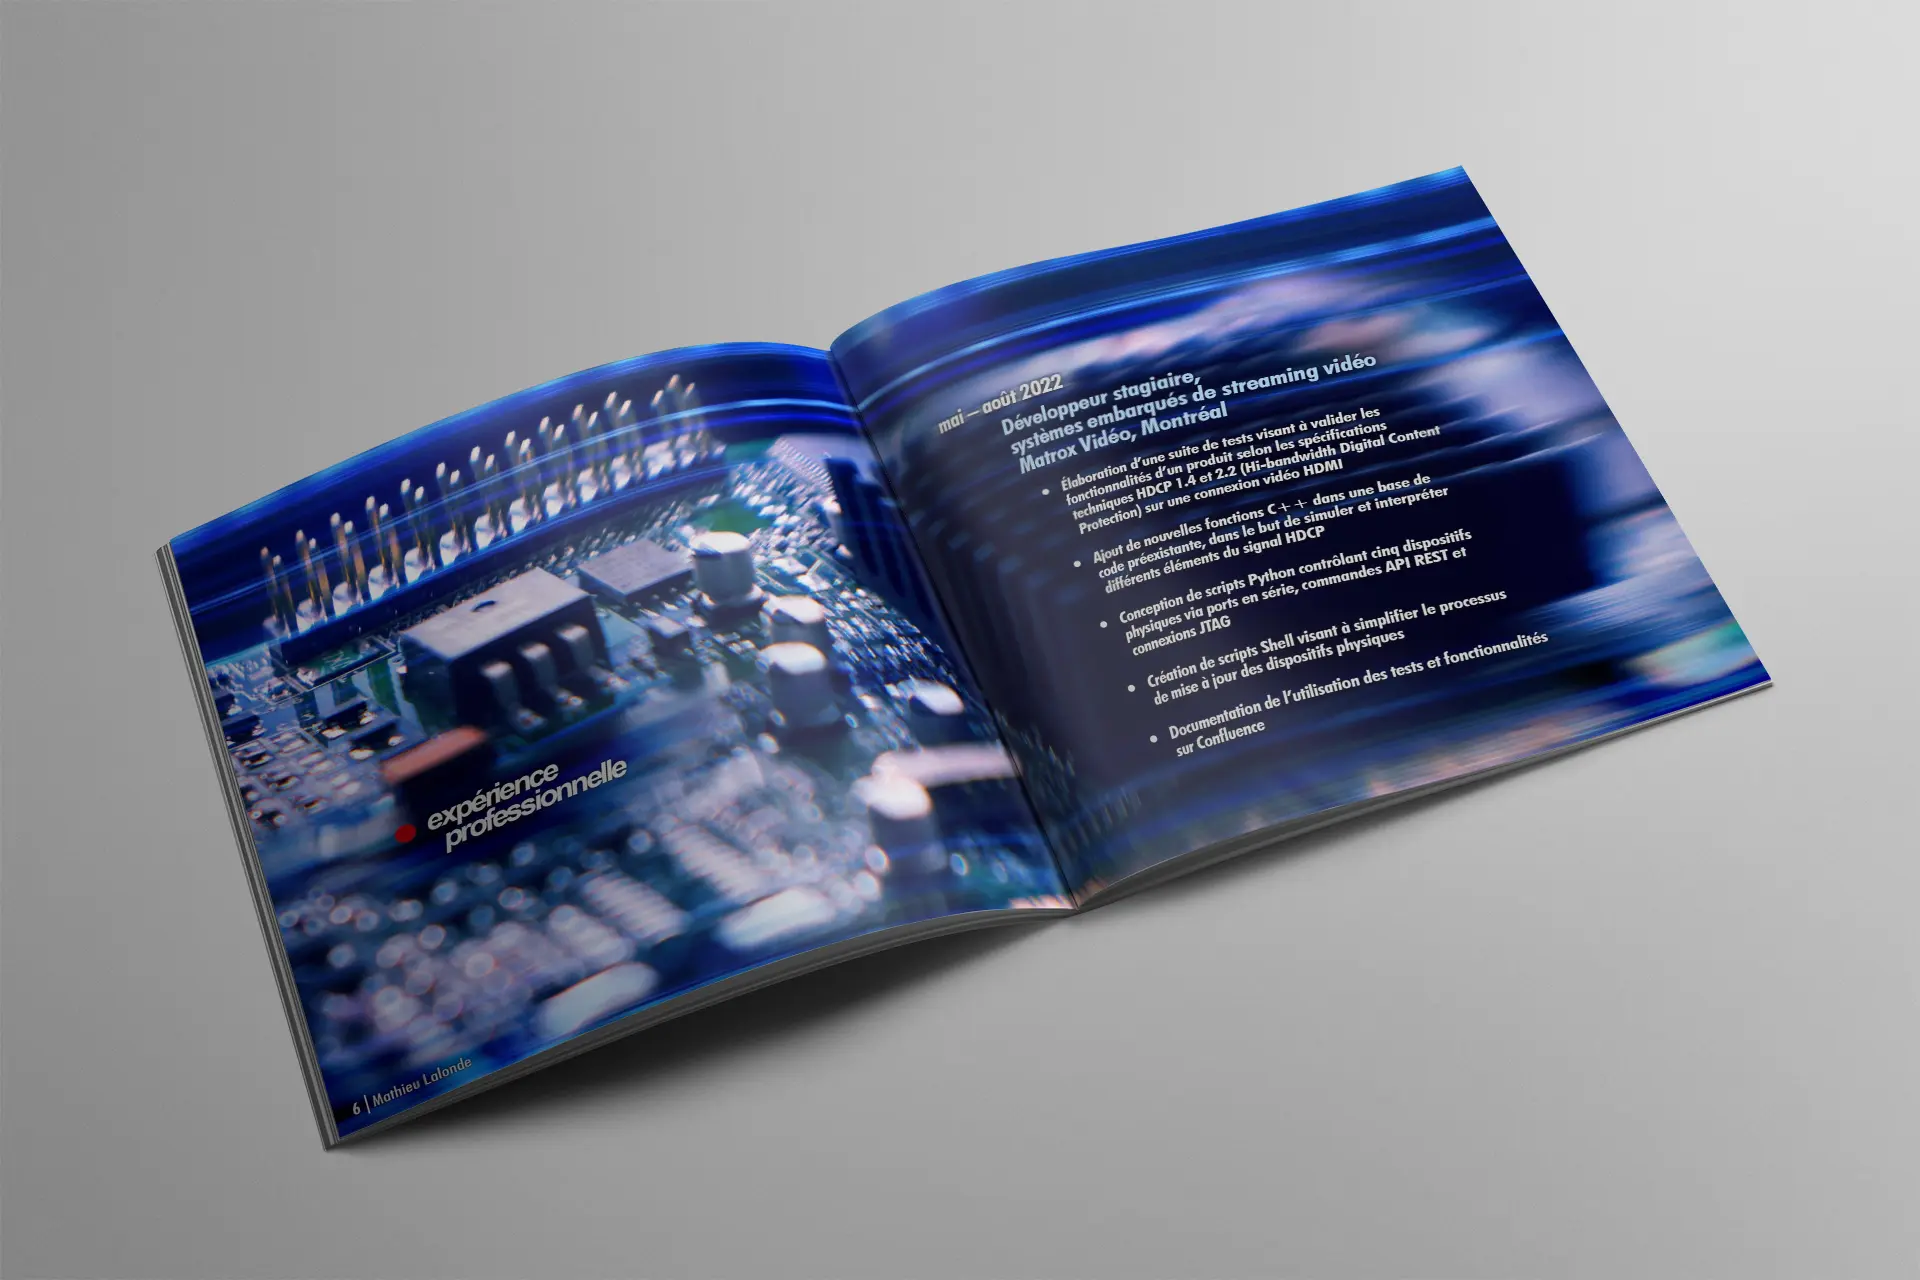 expérience
professionnelle
6 | Mathieu Lalonde
mai – août 2022
Développeur stagiaire,
systèmes embarqués de streaming vidéo
Matrox Vidéo, Montréal
• Élaboration d’une suite de tests visant à valider les
fonctionnalités d’un produit selon les spécifications
techniques HDCP 1.4 et 2.2 (Hi-bandwidth Digital Content
Protection) sur une connexion vidéo HDMI
• Ajout de nouvelles fonctions C++ dans une base de
code préexistante, dans le but de simuler et interpréter
différents éléments du signal HDCP
• Conception de scripts Python contrôlant cinq dispositifs
physiques via ports en série, commandes API REST et
connexions JTAG
• Création de scripts Shell visant à simplifier le processus
de mise à jour des dispositifs physiques
• Documentation de l’utilisation des tests et fonctionnalités
sur Confluence